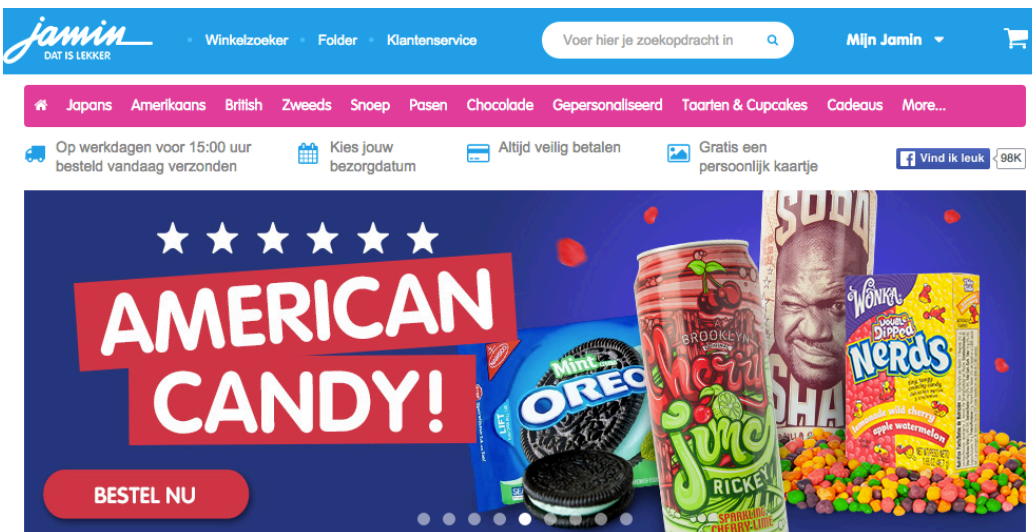 jamin
DAT IS LEKKER
Winkelzoeker
Folder
Klantenservice
Voer hier je zoekopdracht in
Mijn Jamin
Japans Amerikaans British Zweeds Snoep Pasen Chocolade Gepersonaliseerd Taarten & Cupcakes Cadeaus More...
Op werkdagen voor 15:00 uur
besteld vandaag verzonden
Kies jouw
bezorgdatum
Altijd veilig betalen
Gratis een
persoonlijk kaartje
Vind ik leuk
98K
AMERICAN
CANDY!
BESTEL NU
Mint
OREO
A
BROOKLYN
Cherry
Lime
RICKEY
SPARKLING
CHERRY-LIME
SODA
SHA
WONKA
Double
Dipped
NeRdS
lemonade wild cherry
apple watermelon